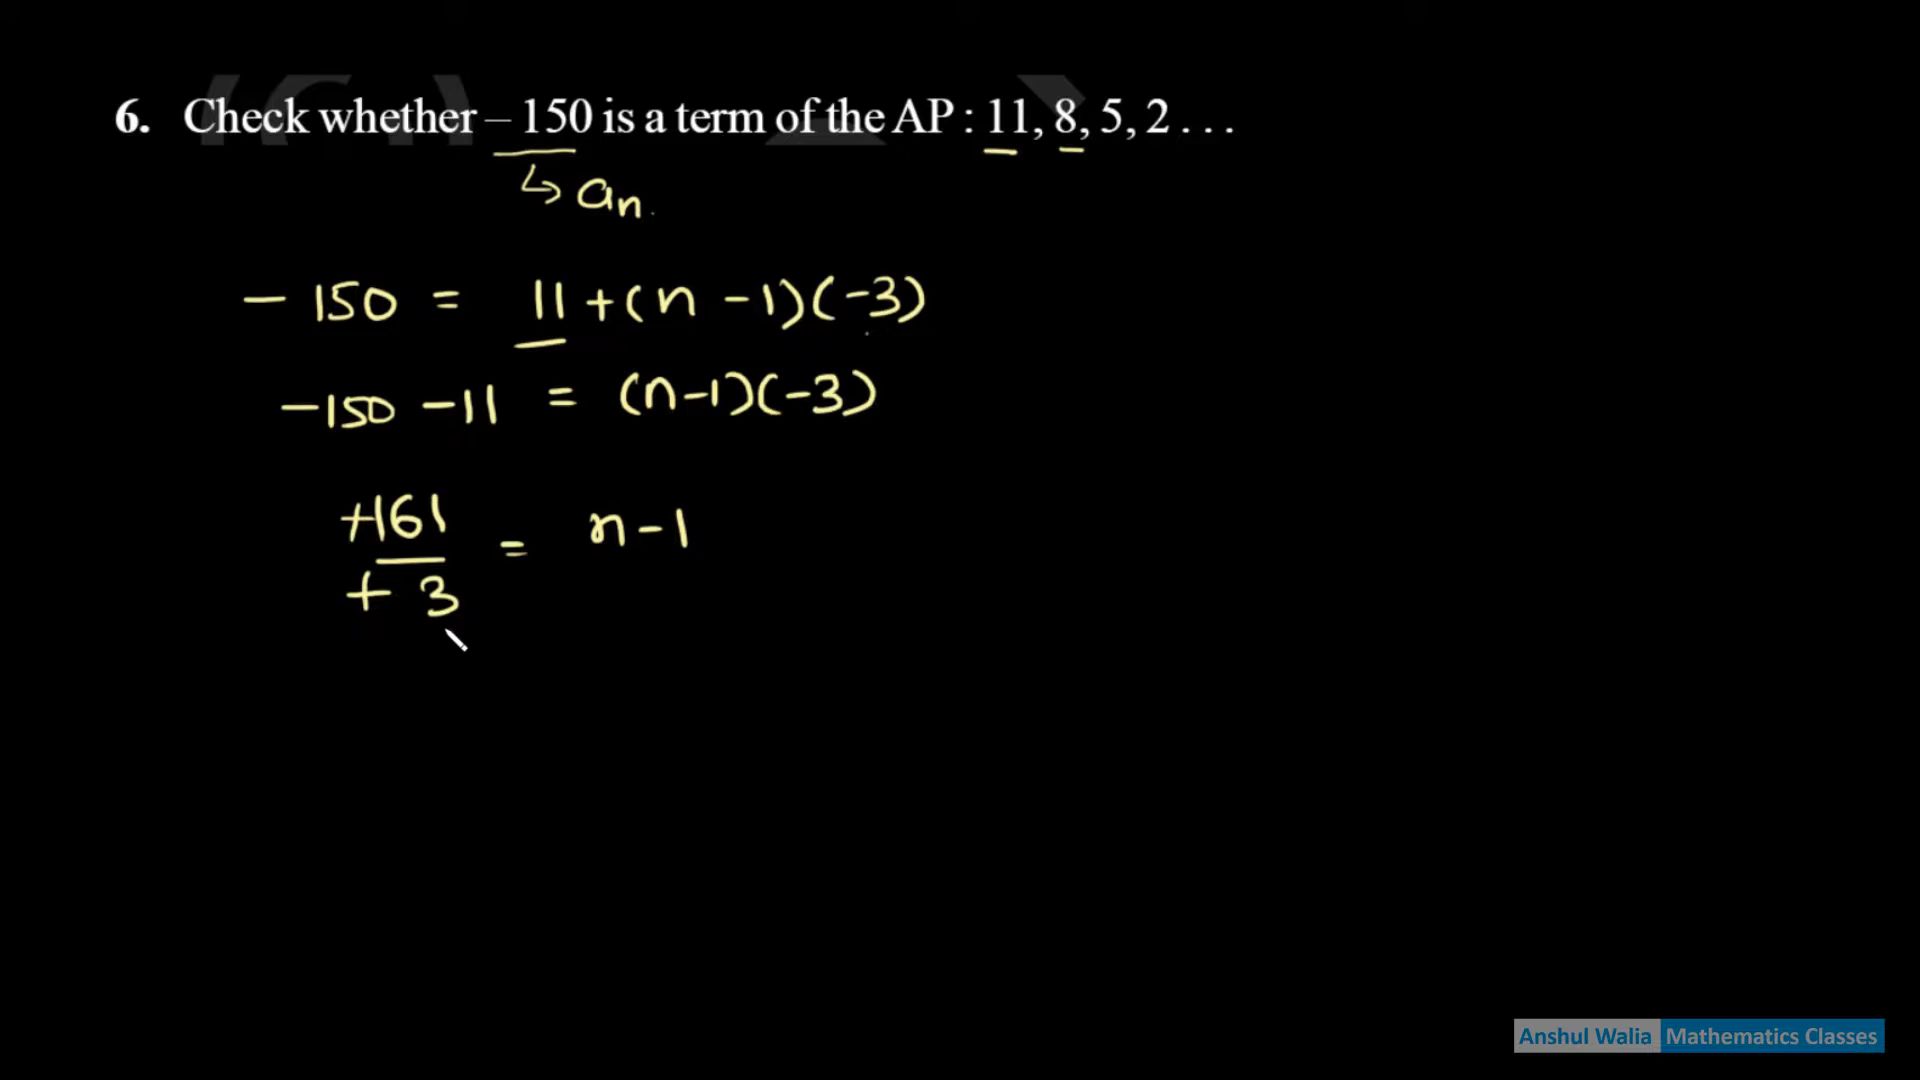 6. Check whether – 150 is a term of the AP : 11, 8, 5, 2 . . .
↳ an
- 150 = 11 + (n - 1)(-3)
-150 -11 = (n-1)(-3)
+161
+ 3
= n - 1
Anshul Walia Mathematics Classes